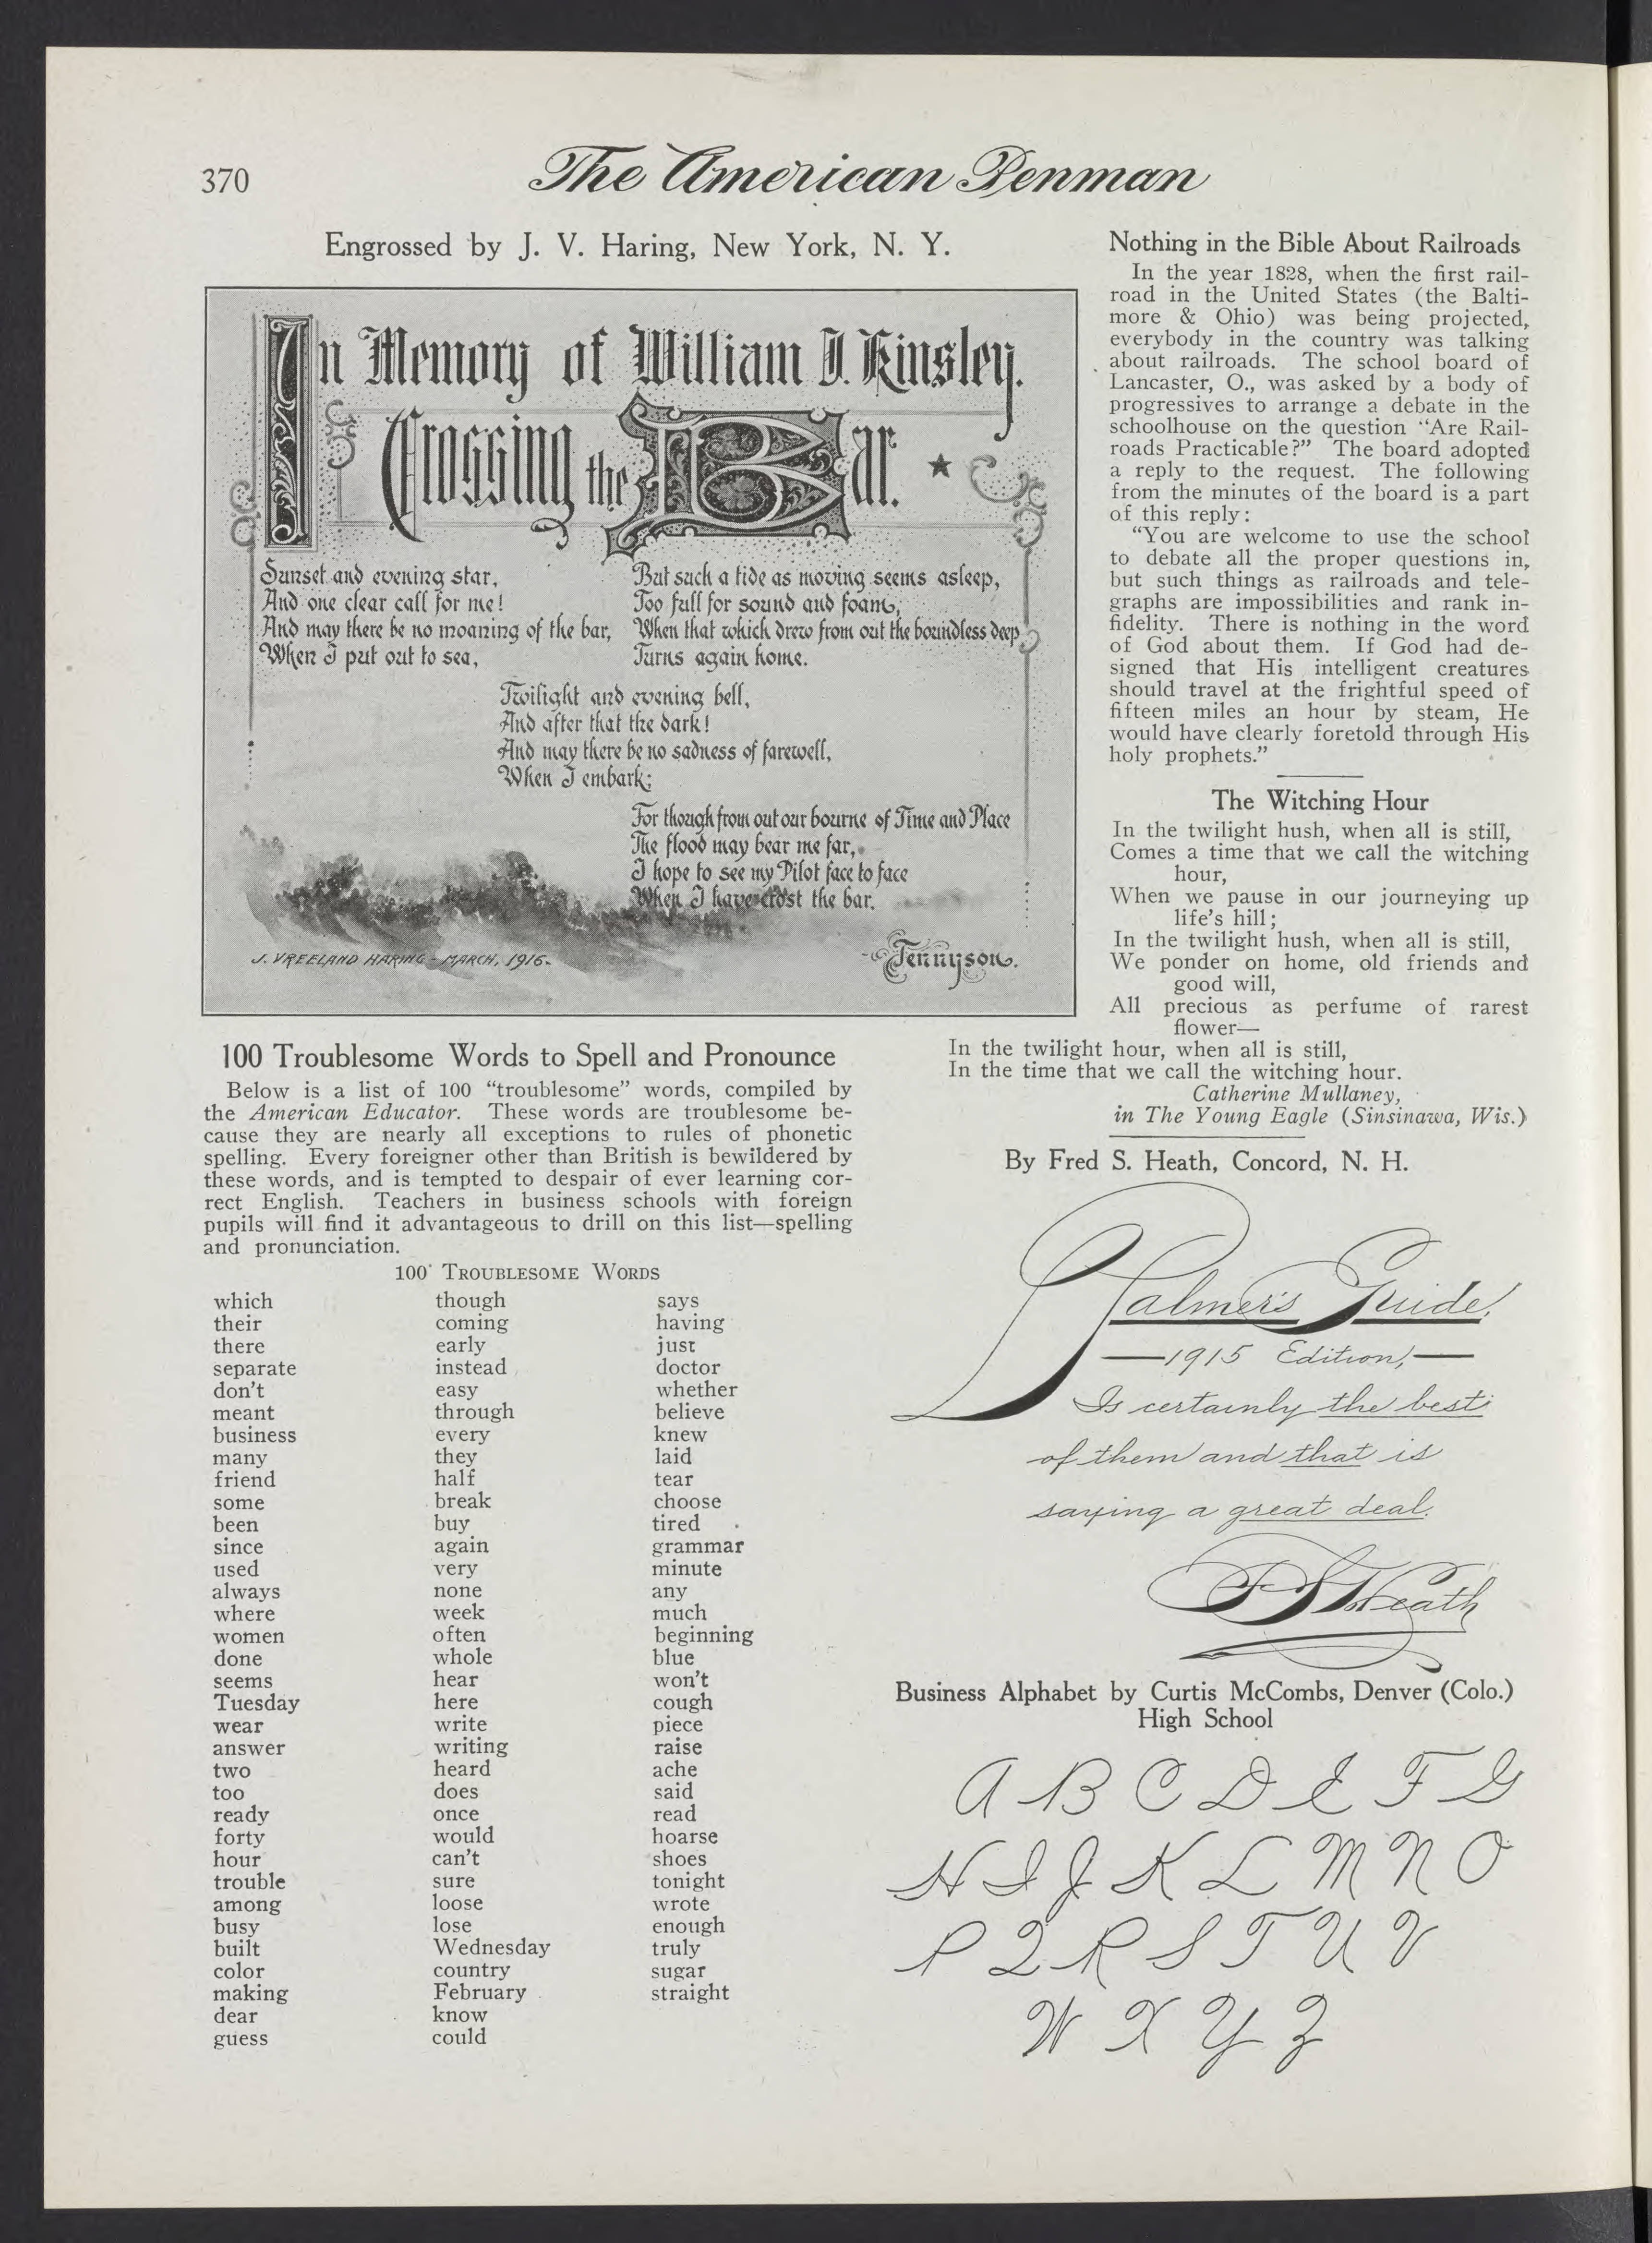 370
The American Penman
Engrossed by J. V. Haring, New York, N. Y.
In Memory of William J. Kinsley.
Crossing the Bar.
Sunset and evening star,
And one clear call for me!
And may there be no moaning of the bar,
When I put out to sea,
But such a tide as moving seems asleep,
Too full for sound and foam,
When that which drew from out the boundless deep
Turns again home.
Twilight and evening bell,
And after that the dark!
And may there be no sadness of farewell,
When I embark;
For though from out our bourne of Time and Place
The flood may bear me far,
I hope to see my Pilot face to face
When I have crost the bar.
J. VREELAND HARING - MARCH, 1916.
Tennyson.
Nothing in the Bible About Railroads
In the year 1828, when the first rail-
road in the United States (the Balti-
more & Ohio) was being projected,
everybody in the country was talking
about railroads. The school board of
Lancaster, O., was asked by a body of
progressives to arrange a debate in the
schoolhouse on the question "Are Rail-
roads Practicable?" The board adopted
a reply to the request. The following
from the minutes of the board is a part
of this reply:
"You are welcome to use the school
to debate all the proper questions in,
but such things as railroads and tele-
graphs are impossibilities and rank in-
fidelity. There is nothing in the word
of God about them. If God had de-
signed that His intelligent creatures
should travel at the frightful speed of
fifteen miles an hour by steam, He
would have clearly foretold through His
holy prophets."
The Witching Hour
In the twilight hush, when all is still,
Comes a time that we call the witching
hour,
When we pause in our journeying up
life's hill;
In the twilight hush, when all is still,
We ponder on home, old friends and
good will,
All precious as perfume of rarest
flower—
In the twilight hour, when all is still,
In the time that we call the witching hour.
Catherine Mullaney,
in The Young Eagle (Sinsinawa, Wis.)
100 Troublesome Words to Spell and Pronounce
Below is a list of 100 "troublesome" words, compiled by
the American Educator. These words are troublesome be-
cause they are nearly all exceptions to rules of phonetic
spelling. Every foreigner other than British is bewildered by
these words, and is tempted to despair of ever learning cor-
rect English. Teachers in business schools with foreign
pupils will find it advantageous to drill on this list—spelling
and pronunciation.
100 TROUBLESOME WORDS
which
their
there
separate
don't
meant
business
many
friend
some
been
since
used
always
where
women
done
seems
Tuesday
wear
answer
two
too
ready
forty
hour
trouble
among
busy
built
color
making
dear
guess
though
coming
early
instead
easy
through
every
they
half
break
buy
again
very
none
week
often
whole
hear
here
write
writing
heard
does
once
would
can't
sure
loose
lose
Wednesday
country
February
know
could
says
having
just
doctor
whether
believe
knew
laid
tear
choose
tired
grammar
minute
any
much
beginning
blue
won't
cough
piece
raise
ache
said
read
hoarse
shoes
tonight
wrote
enough
truly
sugar
straight
By Fred S. Heath, Concord, N. H.
Palmer's Guide,
—1915 Edition,—
Is certainly the best
of them and that is
saying a great deal.
F S Heath
Business Alphabet by Curtis McCombs, Denver (Colo.)
High School
A B C D E F G
H I J K L M N O
P Q R S T U V
W X Y Z